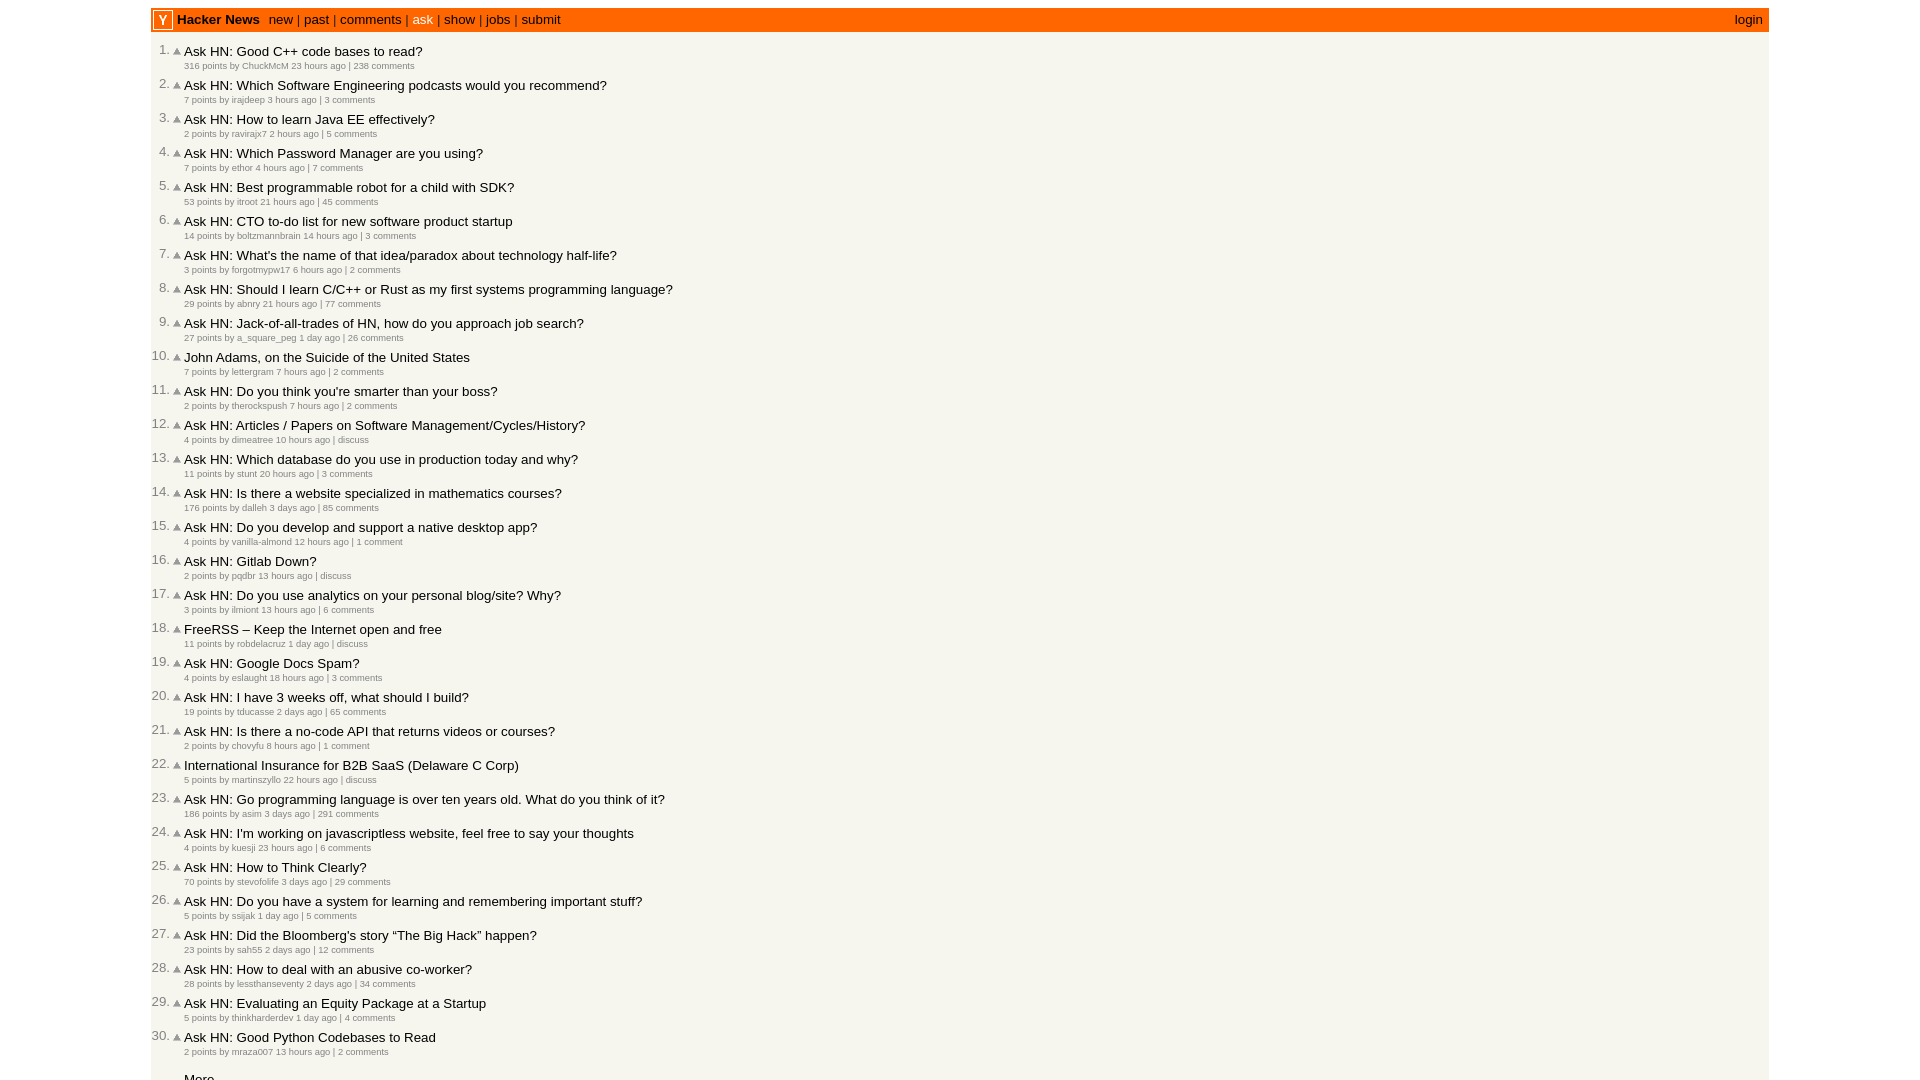 Y Hacker News new | past | comments | ask | show | jobs | submit login
1. Ask HN: Good C++ code bases to read?
316 points by ChuckMcM 23 hours ago | 238 comments
2. Ask HN: Which Software Engineering podcasts would you recommend?
7 points by irajdeep 3 hours ago | 3 comments
3. Ask HN: How to learn Java EE effectively?
2 points by ravirajx7 2 hours ago | 5 comments
4. Ask HN: Which Password Manager are you using?
7 points by ethor 4 hours ago | 7 comments
5. Ask HN: Best programmable robot for a child with SDK?
53 points by itroot 21 hours ago | 45 comments
6. Ask HN: CTO to-do list for new software product startup
14 points by boltzmannbrain 14 hours ago | 3 comments
7. Ask HN: What's the name of that idea/paradox about technology half-life?
3 points by forgotmypw17 6 hours ago | 2 comments
8. Ask HN: Should I learn C/C++ or Rust as my first systems programming language?
29 points by abnry 21 hours ago | 77 comments
9. Ask HN: Jack-of-all-trades of HN, how do you approach job search?
27 points by a_square_peg 1 day ago | 26 comments
10. John Adams, on the Suicide of the United States
7 points by lettergram 7 hours ago | 2 comments
11. Ask HN: Do you think you're smarter than your boss?
2 points by therockspush 7 hours ago | 2 comments
12. Ask HN: Articles / Papers on Software Management/Cycles/History?
4 points by dimeatree 10 hours ago | discuss
13. Ask HN: Which database do you use in production today and why?
11 points by stunt 20 hours ago | 3 comments
14. Ask HN: Is there a website specialized in mathematics courses?
176 points by dalleh 3 days ago | 85 comments
15. Ask HN: Do you develop and support a native desktop app?
4 points by vanilla-almond 12 hours ago | 1 comment
16. Ask HN: Gitlab Down?
2 points by pqdbr 13 hours ago | discuss
17. Ask HN: Do you use analytics on your personal blog/site? Why?
3 points by ilmiont 13 hours ago | 6 comments
18. FreeRSS – Keep the Internet open and free
11 points by robdelacruz 1 day ago | discuss
19. Ask HN: Google Docs Spam?
4 points by eslaught 18 hours ago | 3 comments
20. Ask HN: I have 3 weeks off, what should I build?
19 points by tducasse 2 days ago | 65 comments
21. Ask HN: Is there a no-code API that returns videos or courses?
2 points by chovyfu 8 hours ago | 1 comment
22. International Insurance for B2B SaaS (Delaware C Corp)
5 points by martinszyllo 22 hours ago | discuss
23. Ask HN: Go programming language is over ten years old. What do you think of it?
186 points by asim 3 days ago | 291 comments
24. Ask HN: I'm working on javascriptless website, feel free to say your thoughts
4 points by kuesji 23 hours ago | 6 comments
25. Ask HN: How to Think Clearly?
70 points by stevofolife 3 days ago | 29 comments
26. Ask HN: Do you have a system for learning and remembering important stuff?
5 points by ssijak 1 day ago | 5 comments
27. Ask HN: Did the Bloomberg's story “The Big Hack” happen?
23 points by sah55 2 days ago | 12 comments
28. Ask HN: How to deal with an abusive co-worker?
28 points by lessthanseventy 2 days ago | 34 comments
29. Ask HN: Evaluating an Equity Package at a Startup
5 points by thinkharderdev 1 day ago | 4 comments
30. Ask HN: Good Python Codebases to Read
2 points by mraza007 13 hours ago | 2 comments
More